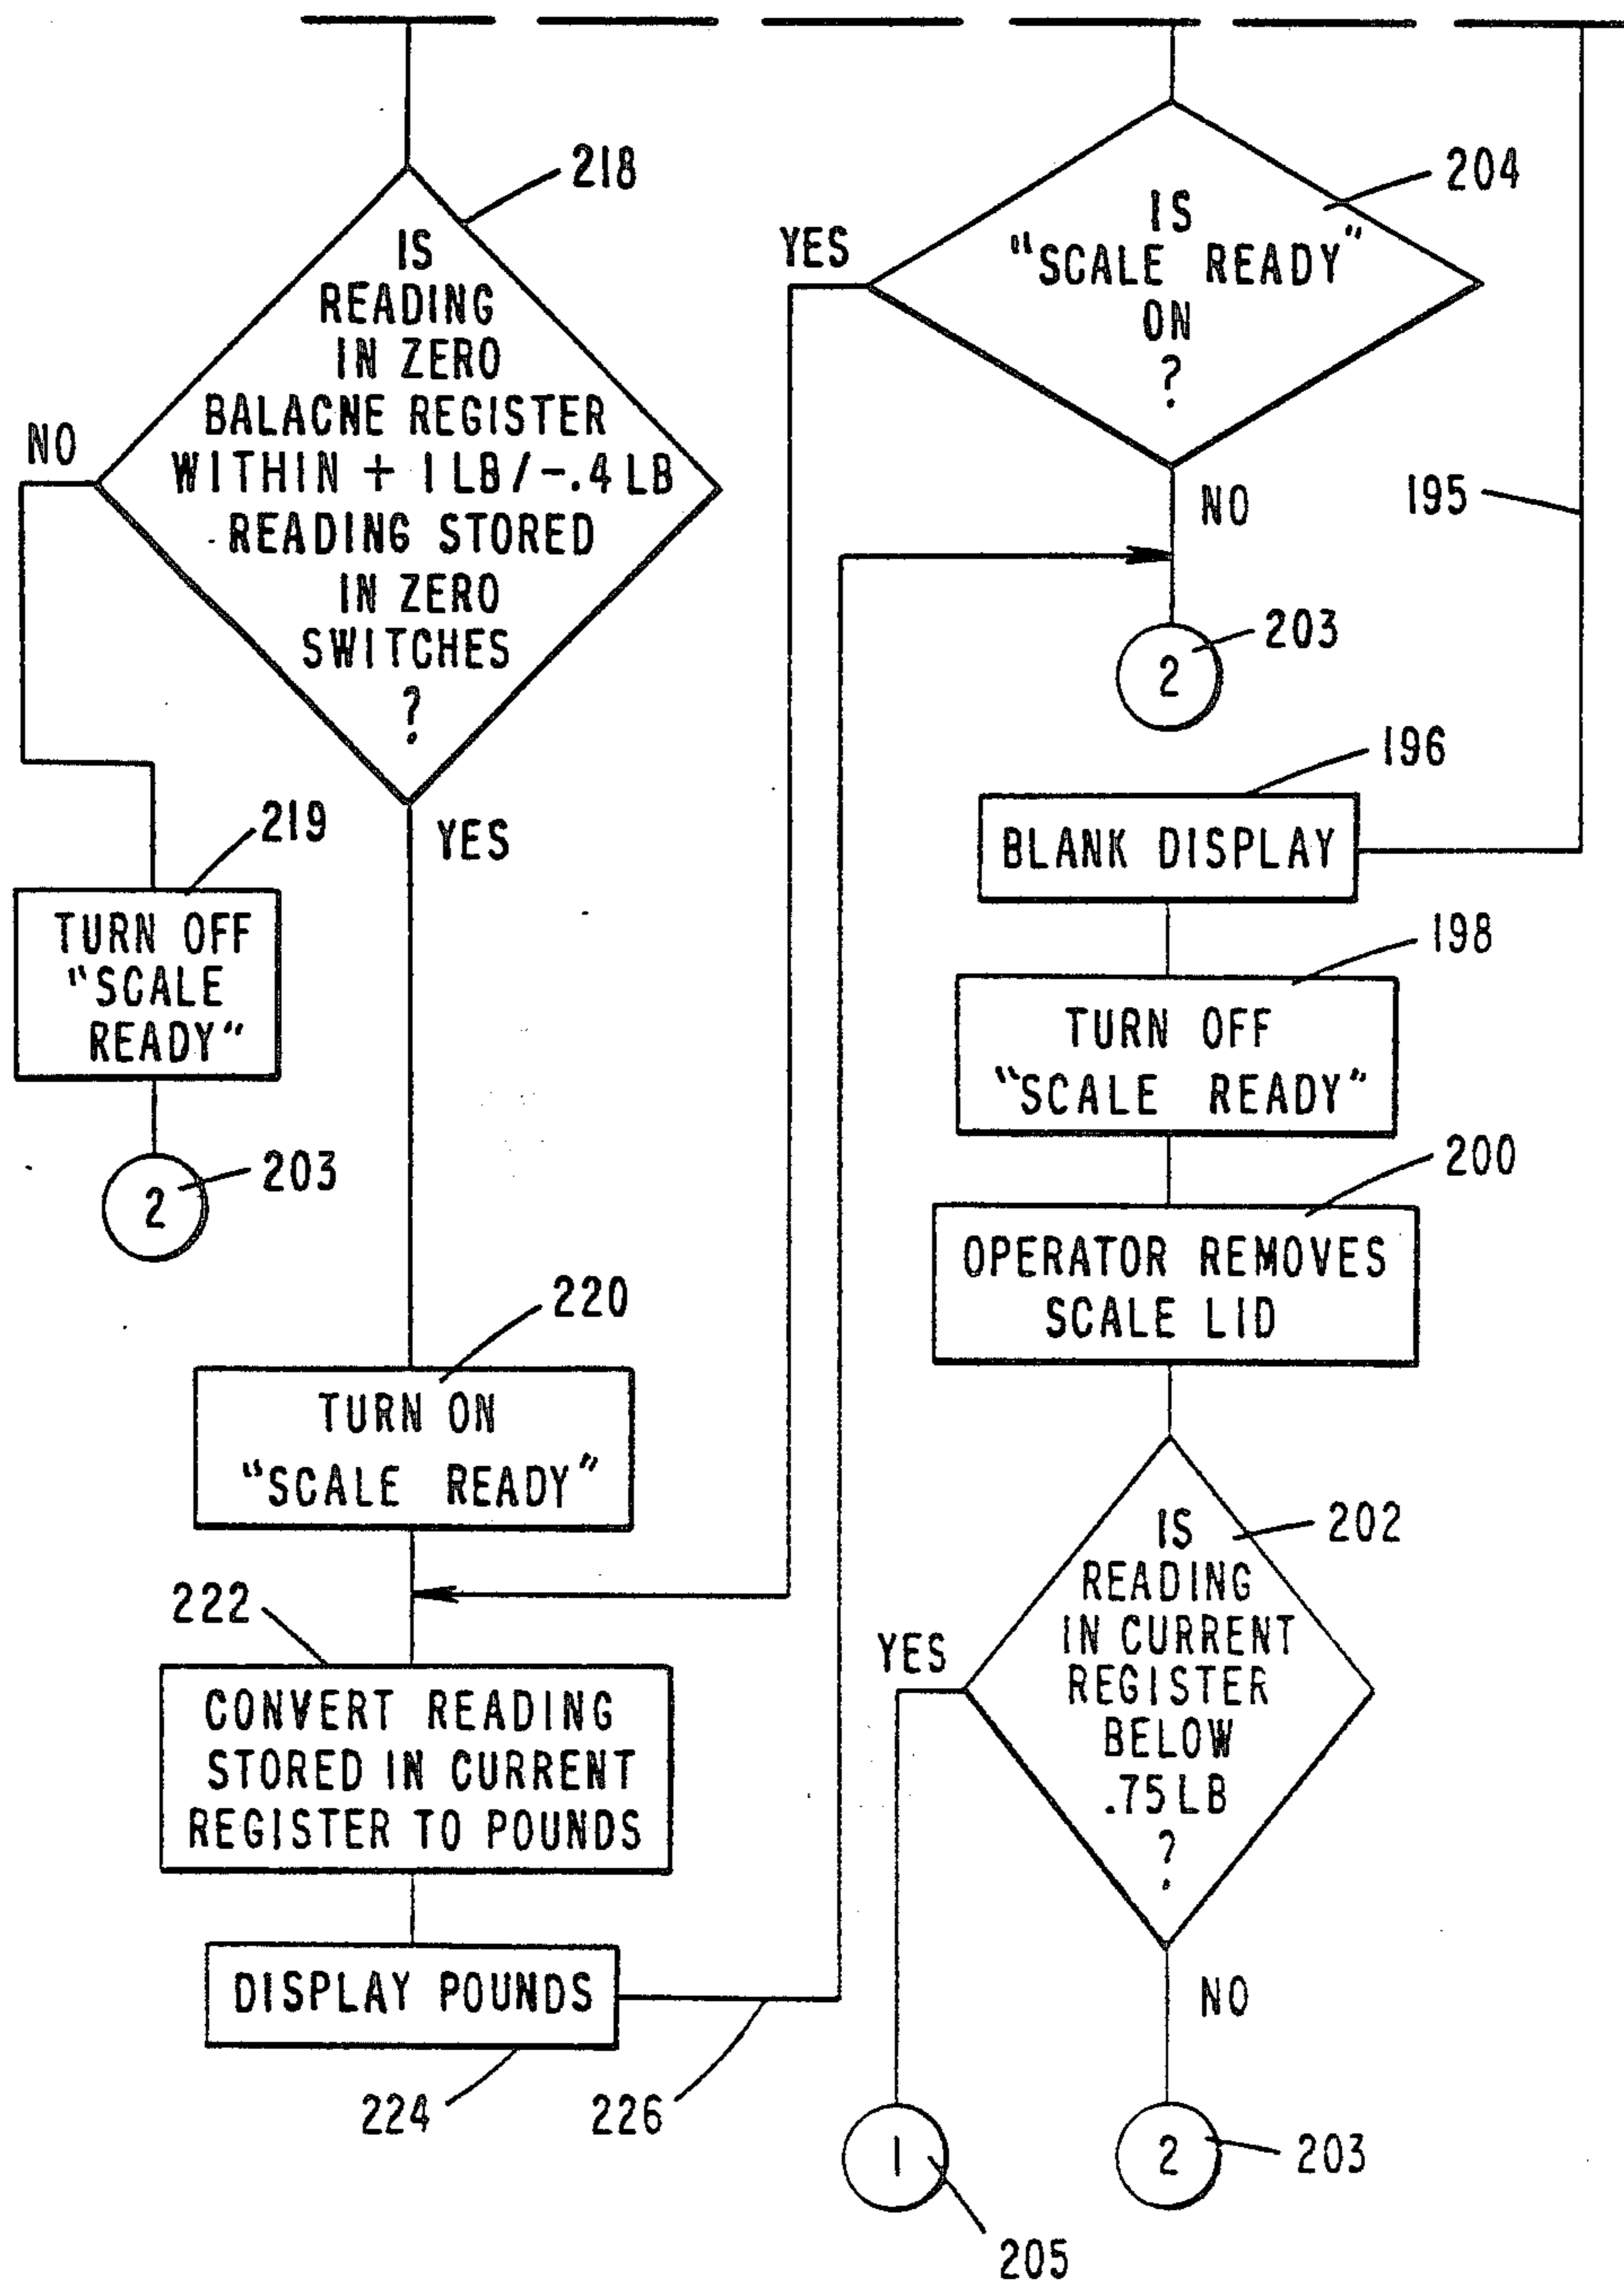 218
IS
READING
IN ZERO
BALACNE REGISTER
WITHIN + 1 LB / -.4 LB
READING STORED
IN ZERO
SWITCHES
?
NO
YES
219
TURN OFF
"SCALE
READY"
2
203
220
TURN ON
"SCALE READY"
222
CONVERT READING
STORED IN CURRENT
REGISTER TO POUNDS
DISPLAY POUNDS
224
226
204
IS
"SCALE READY"
ON
?
YES
NO
195
2
203
196
BLANK DISPLAY
198
TURN OFF
"SCALE READY"
200
OPERATOR REMOVES
SCALE LID
202
IS
READING
IN CURRENT
REGISTER
BELOW
.75 LB
?
YES
NO
1
205
2
203